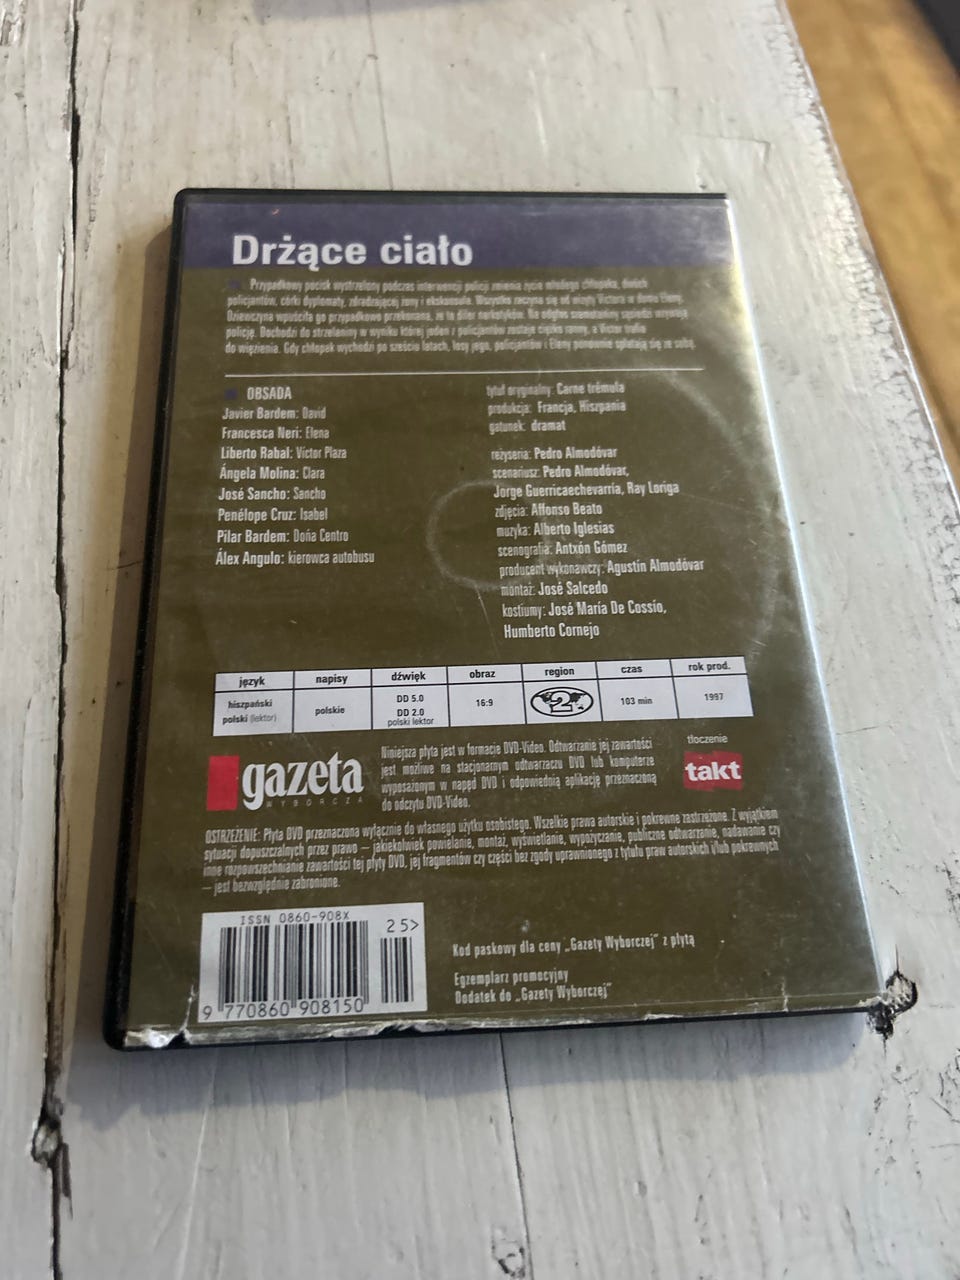 Drżące ciało
Przypadkowy pocisk wystrzelony podczas interwencji policji zmienia życie młodego chłopaka, dwóch
policjantów, córki dyplomaty, zdradzającej żony i ekskonsula. Wszystko zaczyna się od wizyty Victora w domu Eleny.
Dziewczyna wpuściła go przypadkowo przekonana, że to diler narkotyków. Na odgłos szamotaniny sąsiedzi wzywają
policję. Dochodzi do strzelaniny w wyniku której jeden z policjantów zostaje ciężko ranny, a Victor trafia
do więzienia. Gdy chłopek wychodzi po sześciu latach, losy jego, policjantów i Eleny ponownie splatają się ze sobą.
OBSADA
Javier Bardem: David
Francesca Neri: Elena
Liberto Rabal: Victor Plaza
Ángela Molina: Clara
José Sancho: Sancho
Penélope Cruz: Isabel
Pilar Bardem: Doña Centro
Álex Angulo: kierowca autobusu
tytuł oryginalny: Carne trémula
produkcja: Francja, Hiszpania
gatunek: dramat
reżyseria: Pedro Almodóvar
scenariusz: Pedro Almodóvar,
Jorge Guerricaechevarría, Ray Loriga
zdjęcia: Affonso Beato
muzyka: Alberto Iglesias
scenografia: Antxón Gómez
producent wykonawczy: Agustín Almodóvar
montaż: José Salcedo
kostiumy: José María De Cossío,
Humberto Cornejo
język napisy dźwięk obraz region czas rok prod.
hiszpański
polski (lektor)
polskie
DD 5.0
DD 2.0
polski lektor
16:9
2
103 min
1997
gazeta
WYBORCZA
Niniejsza płyta jest w formacie DVD-Video. Odtwarzanie jej zawartości
jest możliwe na stacjonarnym odtwarzaczu DVD lub komputerze
wyposażonym w napęd DVD i odpowiednią aplikację przeznaczoną
do odczytu DVD-Video.
tłoczenie
takt
OSTRZEŻENIE: Płyta DVD przeznaczona wyłącznie do własnego użytku osobistego. Wszelkie prawa autorskie i pokrewne zastrzeżone. Z wyjątkiem
sytuacji dopuszczalnych przez prawo – jakiekolwiek powielanie, montaż, wyświetlanie, wypożyczanie, publiczne odtwarzanie, nadawania czy
inne rozpowszechnianie zawartości tej płyty DVD, jej fragmentów czy części bez zgody uprawnionego z tytułu praw autorskich i/lub pokrewnych
– jest bezwzględnie zabronione.
ISSN 0860-908X
25>
9 770860 908150
Kod paskowy dla ceny „Gazety Wyborczej" z płytą
Egzemplarz promocyjny
Dodatek do „Gazety Wyborczej"